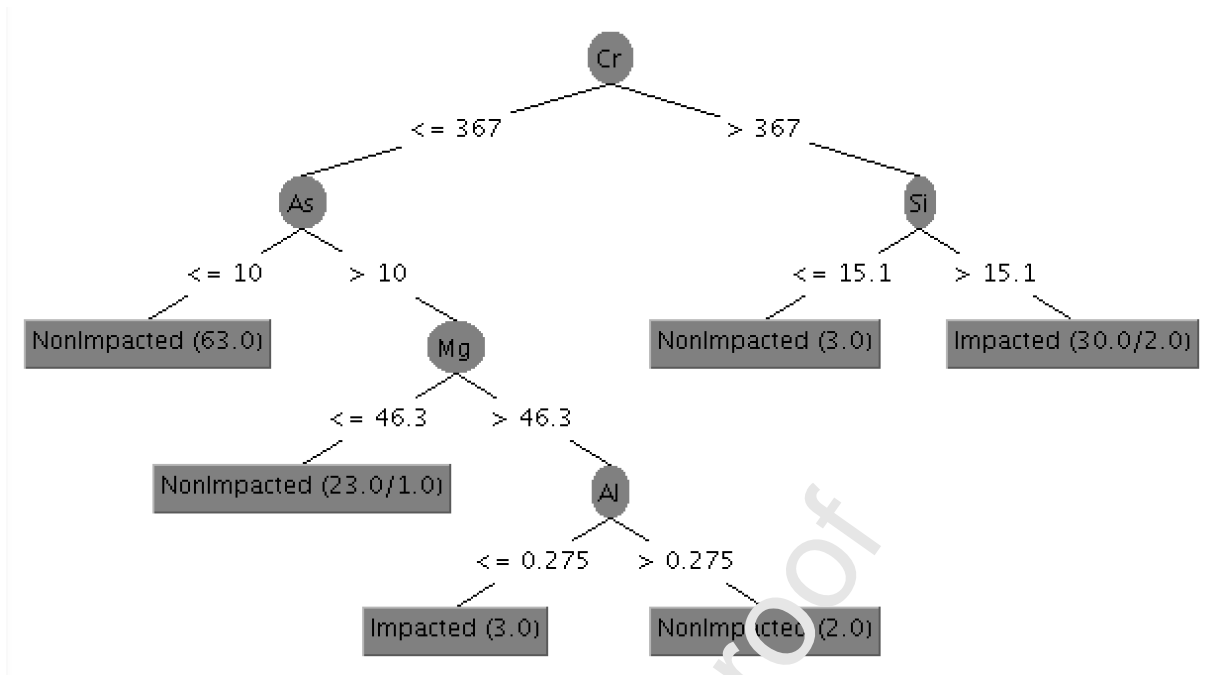 Cr
<= 367
> 367
As
Si
<= 10
> 10
<= 15.1
> 15.1
NonImpacted (63.0)
Mg
NonImpacted (3.0)
Impacted (30.0/2.0)
<= 46.3
> 46.3
NonImpacted (23.0/1.0)
Al
<= 0.275
> 0.275
Impacted (3.0)
NonImpacted (2.0)
roof